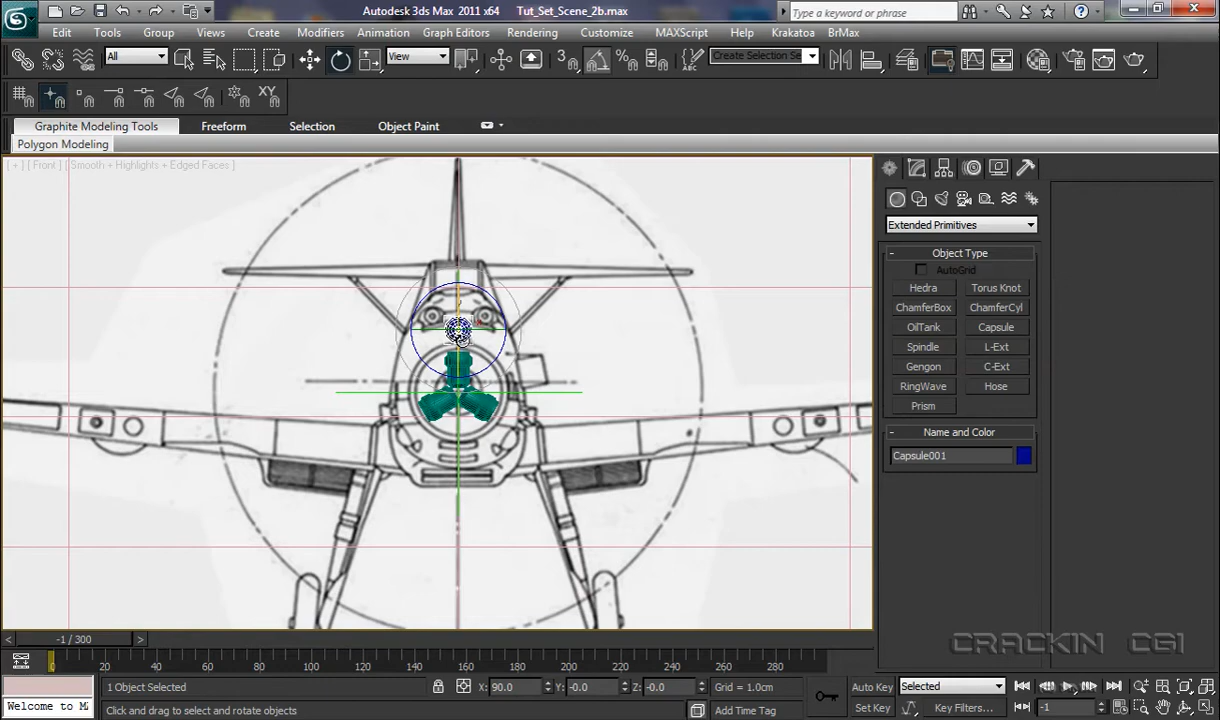 Autodesk 3ds Max 2011 x64 Tut_Set_Scene_2b.max
Type a keyword or phrase
Edit Tools Group Views Create Modifiers Animation Graph Editors Rendering Customize MAXScript Help Krakatoa BrMax
All View Create Selection Se
XY
Graphite Modeling Tools Freeform Selection Object Paint
Polygon Modeling
[ + ] [ Front ] [ Smooth + Highlights + Edged Faces ]
Extended Primitives
- Object Type
AutoGrid
Hedra Torus Knot
ChamferBox ChamferCyl
OilTank Capsule
Spindle L-Ext
Gengon C-Ext
RingWave Hose
Prism
- Name and Color
Capsule001
CRACKIN CGI
< -1 / 300 >
0 20 40 60 80 100 120 140 160 180 200 220 240 260 280
1 Object Selected X: 90.0 Y: -0.0 Z: -0.0 Grid = 1.0cm Auto Key Selected
Welcome to MA Click and drag to select and rotate objects Add Time Tag Set Key Key Filters... -1